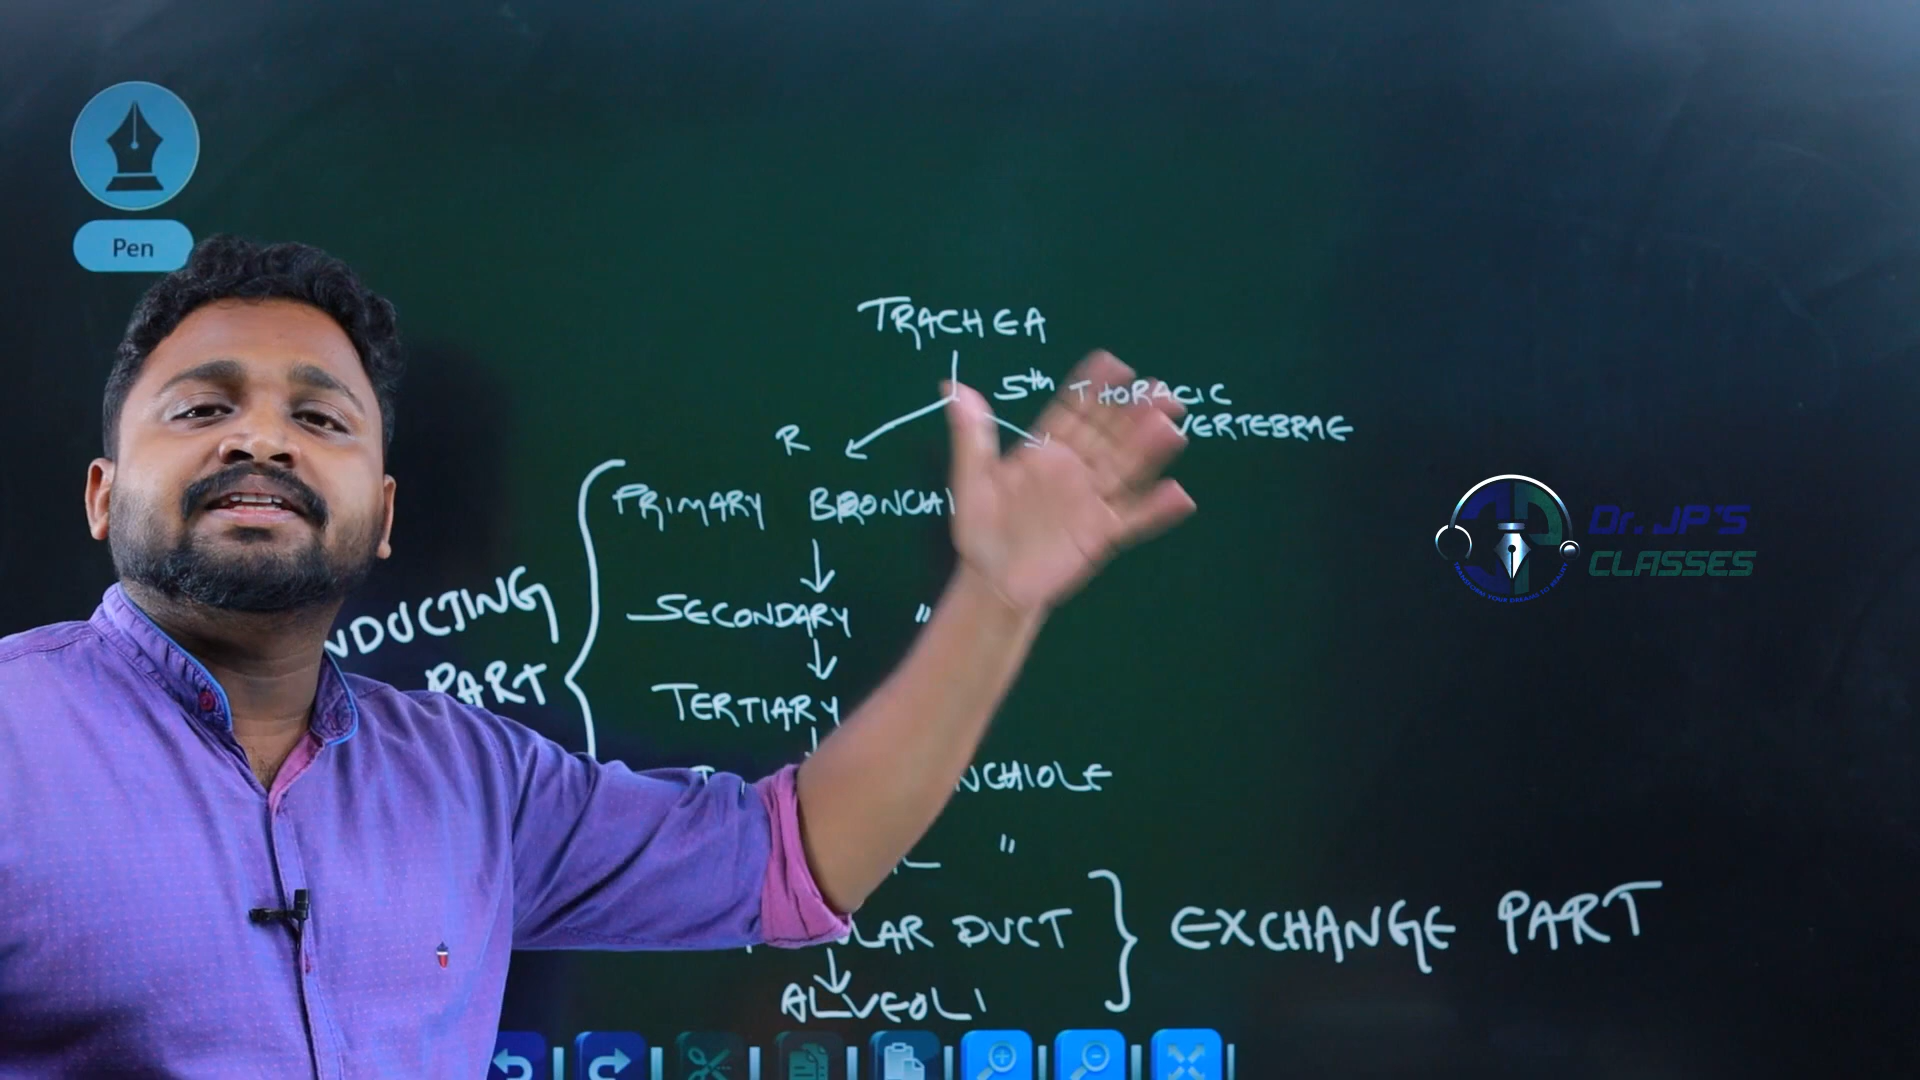 Pen
TRACHEA
5th THORACIC
VERTEBRAE
R
PRIMARY BRONCHI
SECONDARY "
NDUCTING
PART
TERTIARY
NCHIOLE
"
LAR DUCT
EXCHANGE PART
ALVEOLI
Dr. JP'S
CLASSES